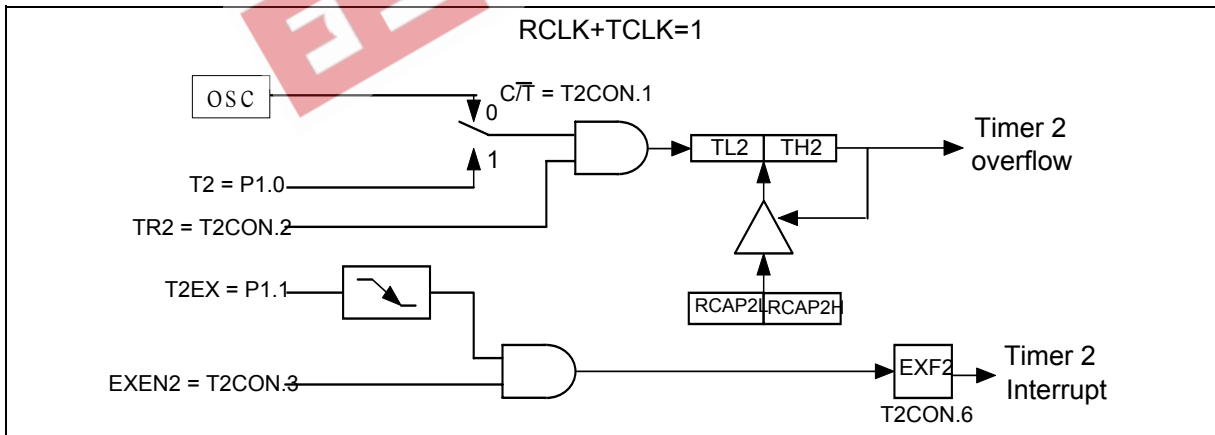 RCLK+TCLK=1
OSC
C/T = T2CON.1
0
1
T2 = P1.0
TR2 = T2CON.2
TL2 TH2
Timer 2
overflow
T2EX = P1.1
RCAP2L RCAP2H
EXEN2 = T2CON.3
EXF2
T2CON.6
Timer 2
Interrupt